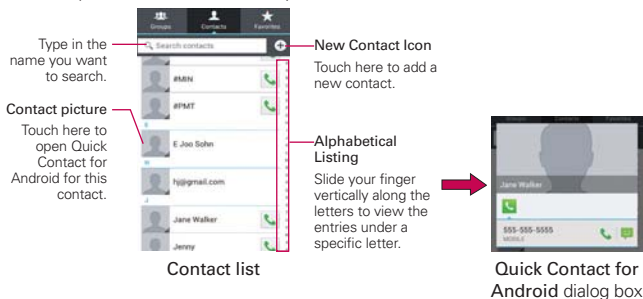 Groups
Contacts
Favorites
Search contacts
Type in the
name you want
to search.
New Contact Icon
Touch here to add a
new contact.
#MIN
#PMT
Contact picture
Touch here to
open Quick
Contact for
Android for this
contact.
E
E Joo Sohn
H
hj@gmail.com
J
Jane Walker
Jenny
Alphabetical
Listing
Slide your finger
vertically along the
letters to view the
entries under a
specific letter.
Contact list
Groups
Contacts
Favorites
Jane Walker
555-555-5555
MOBILE
Quick Contact for
Android dialog box